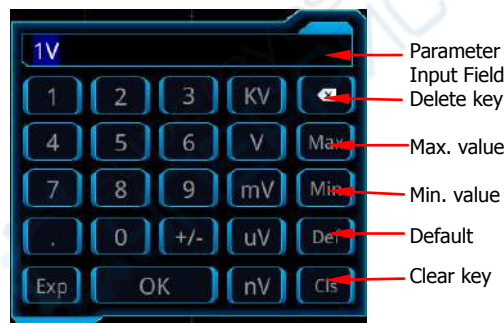 1V
Parameter
Input Field
1 2 3 KV
Delete key
4 5 6 V Max
Max. value
7 8 9 mV Min
Min. value
. 0 +/- uV Def
Default
Exp OK nV Cls
Clear key